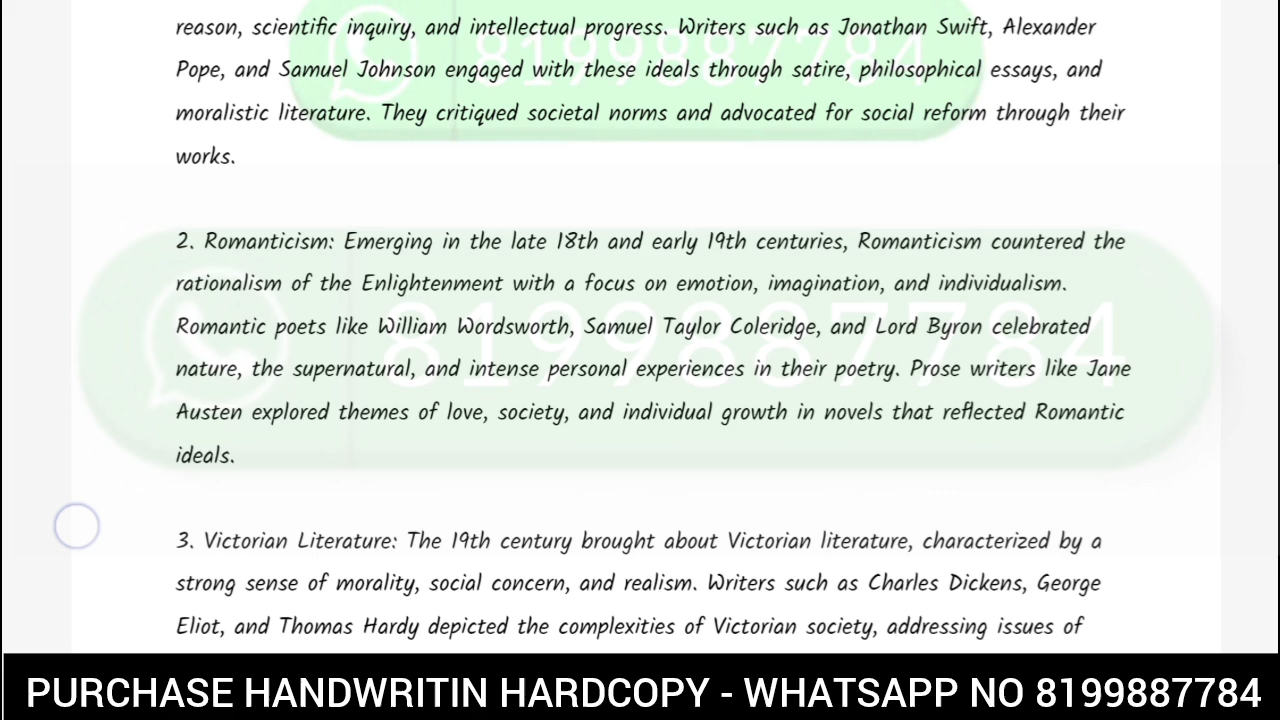 reason, scientific inquiry, and intellectual progress. Writers such as Jonathan Swift, Alexander
Pope, and Samuel Johnson engaged with these ideals through satire, philosophical essays, and
moralistic literature. They critiqued societal norms and advocated for social reform through their
works.
2. Romanticism: Emerging in the late 18th and early 19th centuries, Romanticism countered the
rationalism of the Enlightenment with a focus on emotion, imagination, and individualism.
Romantic poets like William Wordsworth, Samuel Taylor Coleridge, and Lord Byron celebrated
nature, the supernatural, and intense personal experiences in their poetry. Prose writers like Jane
Austen explored themes of love, society, and individual growth in novels that reflected Romantic
ideals.
3. Victorian Literature: The 19th century brought about Victorian literature, characterized by a
strong sense of morality, social concern, and realism. Writers such as Charles Dickens, George
Eliot, and Thomas Hardy depicted the complexities of Victorian society, addressing issues of
8199887784
8199887784
PURCHASE HANDWRITIN HARDCOPY - WHATSAPP NO 8199887784